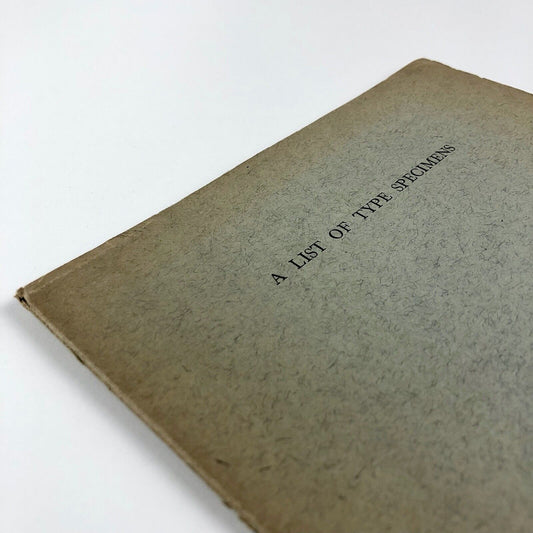 A LIST OF TYPE SPECIMENS